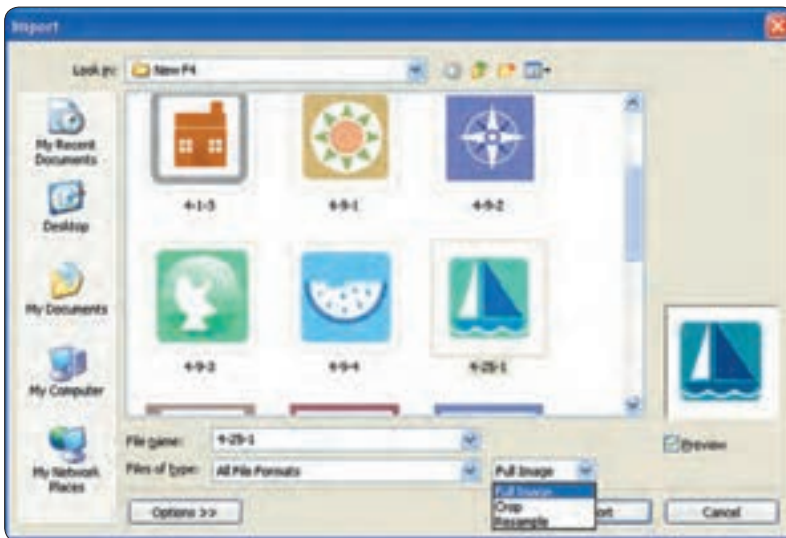 Import
Look in: New F4
My Recent
Documents
Desktop
My Documents
My Computer
My Network
Places
4-1-3 4-9-1 4-9-2
4-9-3 4-9-4 4-25-1
File name: 4-25-1
Files of type: All File Formats Full Image
Full Image
Crop
Resample
Preview
Options >> ort Cancel